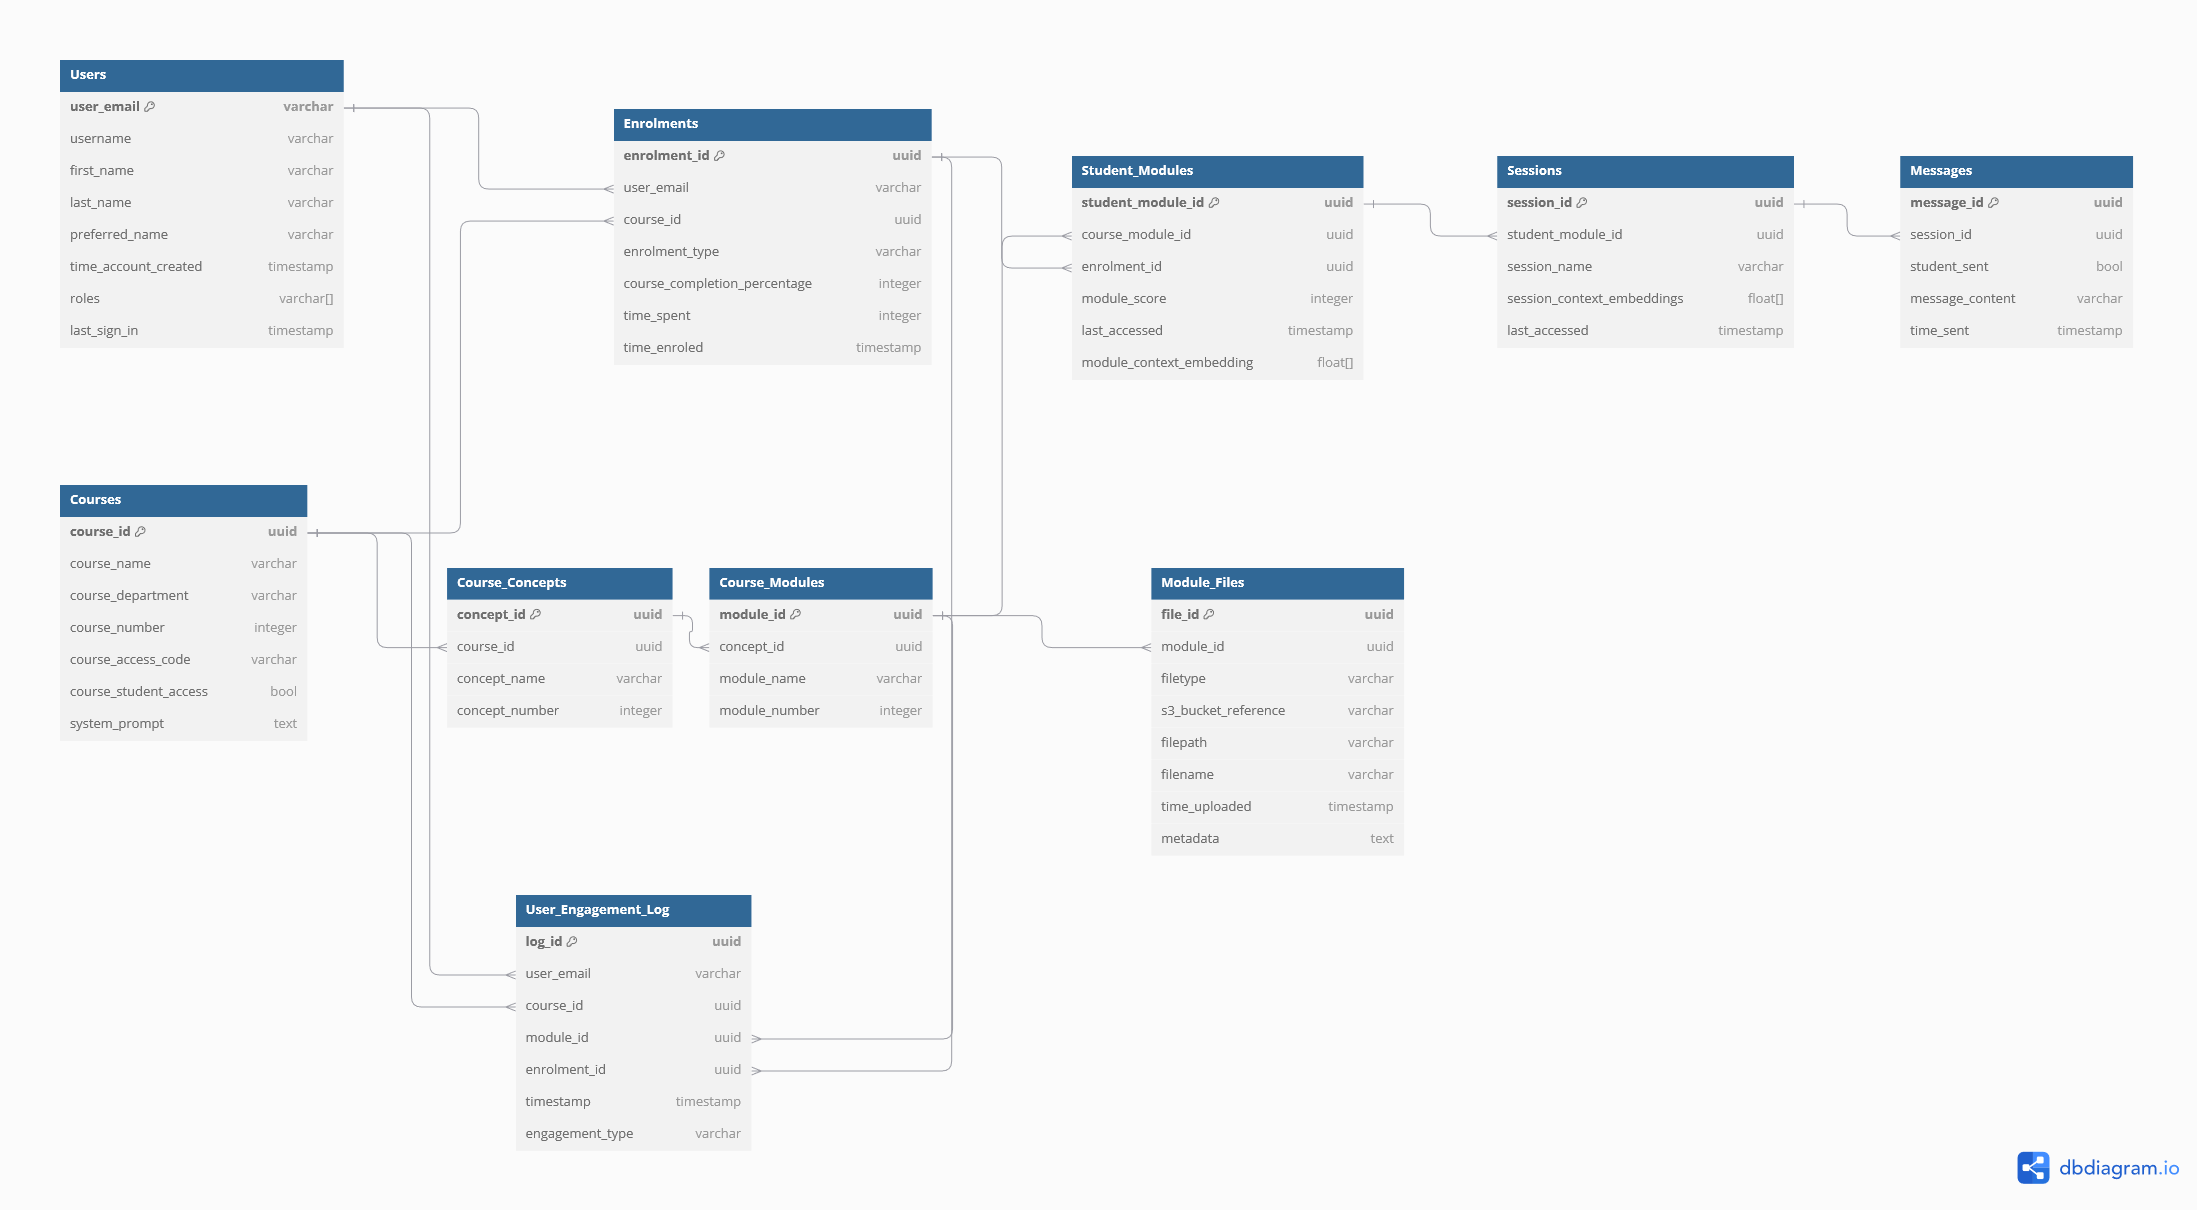 Users
user_email varchar
username varchar
first_name varchar
last_name varchar
preferred_name varchar
time_account_created timestamp
roles varchar[]
last_sign_in timestamp
Enrolments
enrolment_id uuid
user_email varchar
course_id uuid
enrolment_type varchar
course_completion_percentage integer
time_spent integer
time_enroled timestamp
Student_Modules
student_module_id uuid
course_module_id uuid
enrolment_id uuid
module_score integer
last_accessed timestamp
module_context_embedding float[]
Sessions
session_id uuid
student_module_id uuid
session_name varchar
session_context_embeddings float[]
last_accessed timestamp
Messages
message_id uuid
session_id uuid
student_sent bool
message_content varchar
time_sent timestamp
Courses
course_id uuid
course_name varchar
course_department varchar
course_number integer
course_access_code varchar
course_student_access bool
system_prompt text
Course_Concepts
concept_id uuid
course_id uuid
concept_name varchar
concept_number integer
Course_Modules
module_id uuid
concept_id uuid
module_name varchar
module_number integer
Module_Files
file_id uuid
module_id uuid
filetype varchar
s3_bucket_reference varchar
filepath varchar
filename varchar
time_uploaded timestamp
metadata text
User_Engagement_Log
log_id uuid
user_email varchar
course_id uuid
module_id uuid
enrolment_id uuid
timestamp timestamp
engagement_type varchar
dbdiagram.io